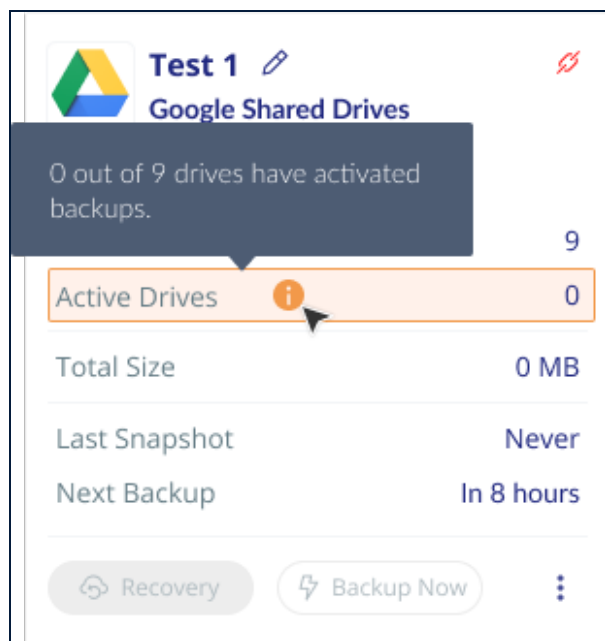 Test 1
Google Shared Drives
0 out of 9 drives have activated
backups.
9
Active Drives 0
Total Size 0 MB
Last Snapshot Never
Next Backup In 8 hours
Recovery Backup Now